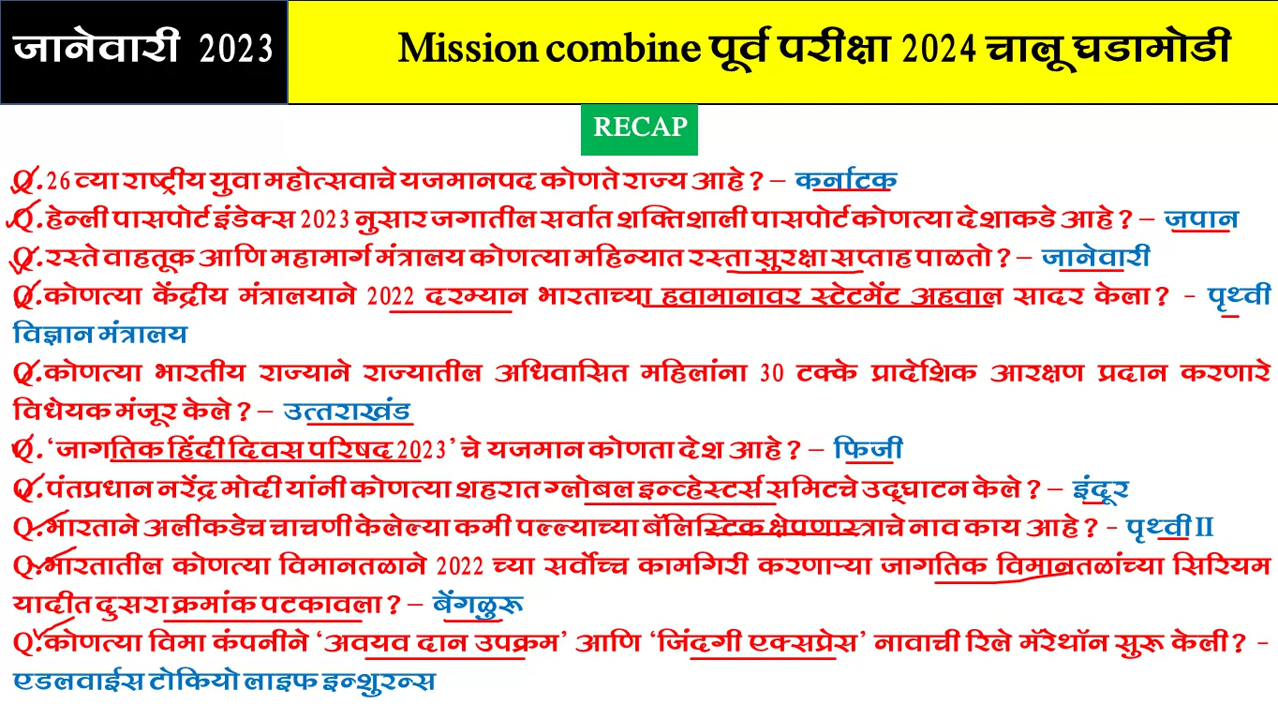 जानेवारी 2023
Mission combine पूर्व परीक्षा 2024 चालू घडामोडी
RECAP
Q.26 व्या राष्ट्रीय युवा महोत्सवाचे यजमानपद कोणते राज्य आहे? – कर्नाटक
Q.हेन्ली पासपोर्ट इंडेक्स 2023 नुसार जगातील सर्वात शक्तिशाली पासपोर्ट कोणत्या देशाकडे आहे? – जपान
Q.रस्ते वाहतूक आणि महामार्ग मंत्रालय कोणत्या महिन्यात रस्ता सुरक्षा सप्ताह पाळतो? – जानेवारी
Q.कोणत्या केंद्रीय मंत्रालयाने 2022 दरम्यान भारताच्या हवामानावर स्टेटमेंट अहवाल सादर केला? - पृथ्वी
विज्ञान मंत्रालय
Q.कोणत्या भारतीय राज्याने राज्यातील अधिवासित महिलांना 30 टक्के प्रादेशिक आरक्षण प्रदान करणारे
विधेयक मंजूर केले? – उत्तराखंड
Q. ‘जागतिक हिंदी दिवस परिषद 2023’ चे यजमान कोणता देश आहे? – फिजी
Q.पंतप्रधान नरेंद्र मोदी यांनी कोणत्या शहरात ग्लोबल इन्व्हेस्टर्स समिटचे उद्घाटन केले? – इंदूर
Q.भारताने अलीकडेच चाचणी केलेल्या कमी पल्ल्याच्या बॅलिस्टिक क्षेपणास्त्राचे नाव काय आहे? - पृथ्वी II
Q.भारतातील कोणत्या विमानतळाने 2022 च्या सर्वोच्च कामगिरी करणाऱ्या जागतिक विमानतळांच्या सिरियम
यादीत दुसरा क्रमांक पटकावला? – बेंगळुरू
Q.कोणत्या विमा कंपनीने ‘अवयव दान उपक्रम’ आणि ‘जिंदगी एक्सप्रेस’ नावाची रिले मॅरेथॉन सुरू केली? -
एडलवाईस टोकियो लाइफ इन्शुरन्स